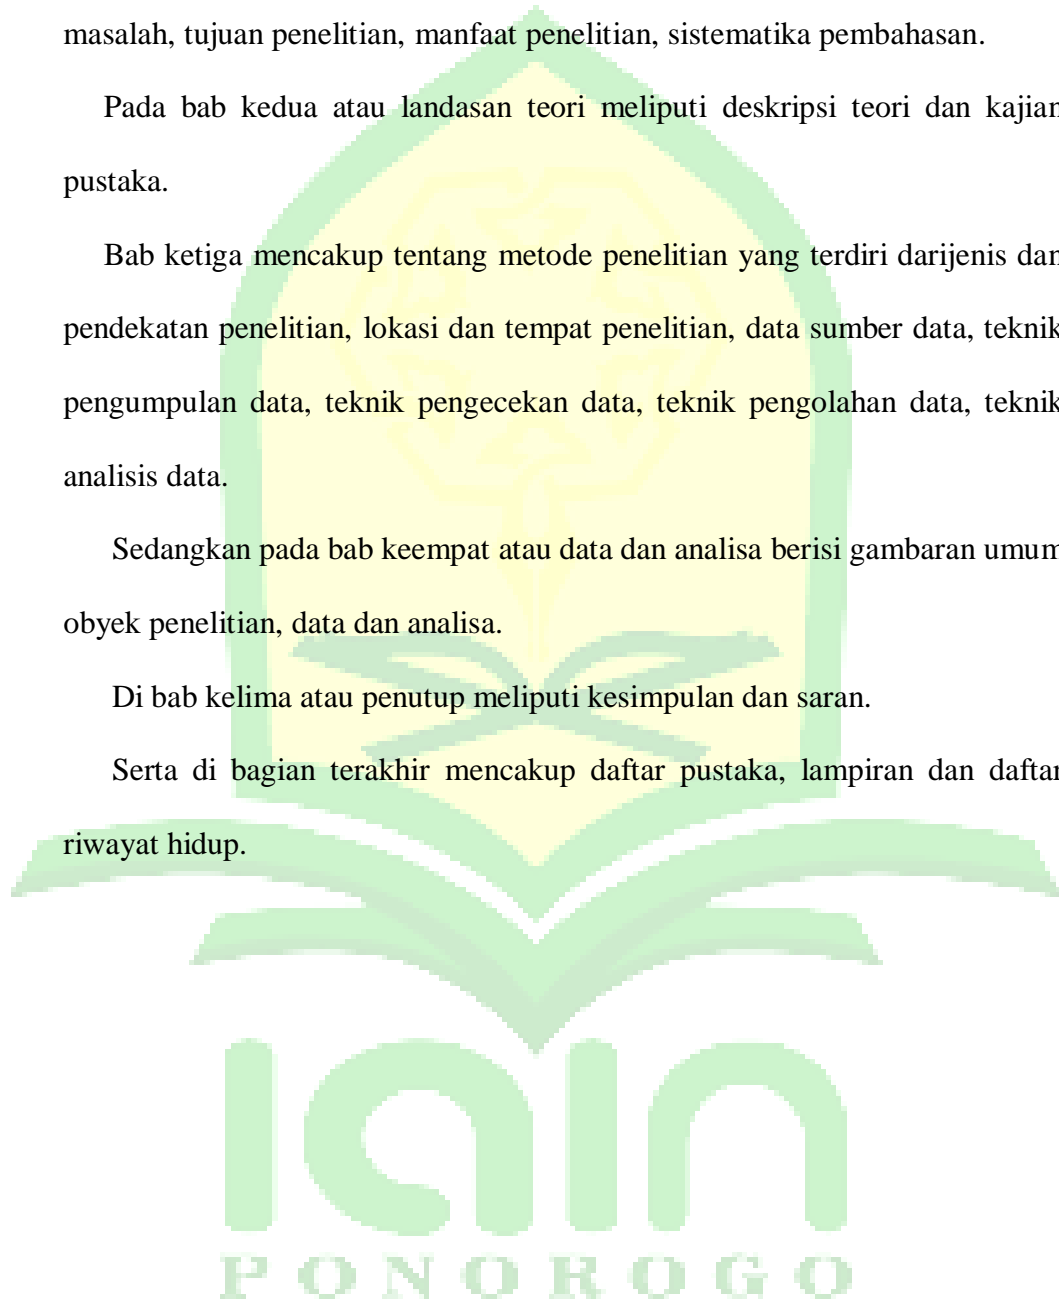 masalah, tujuan penelitian, manfaat penelitian, sistematika pembahasan.
Pada bab kedua atau landasan teori meliputi deskripsi teori dan kajian
pustaka.
Bab ketiga mencakup tentang metode penelitian yang terdiri darijenis dan
pendekatan penelitian, lokasi dan tempat penelitian, data sumber data, teknik
pengumpulan data, teknik pengecekan data, teknik pengolahan data, teknik
analisis data.
Sedangkan pada bab keempat atau data dan analisa berisi gambaran umum
obyek penelitian, data dan analisa.
Di bab kelima atau penutup meliputi kesimpulan dan saran.
Serta di bagian terakhir mencakup daftar pustaka, lampiran dan daftar
riwayat hidup.
iain
PONOROGO